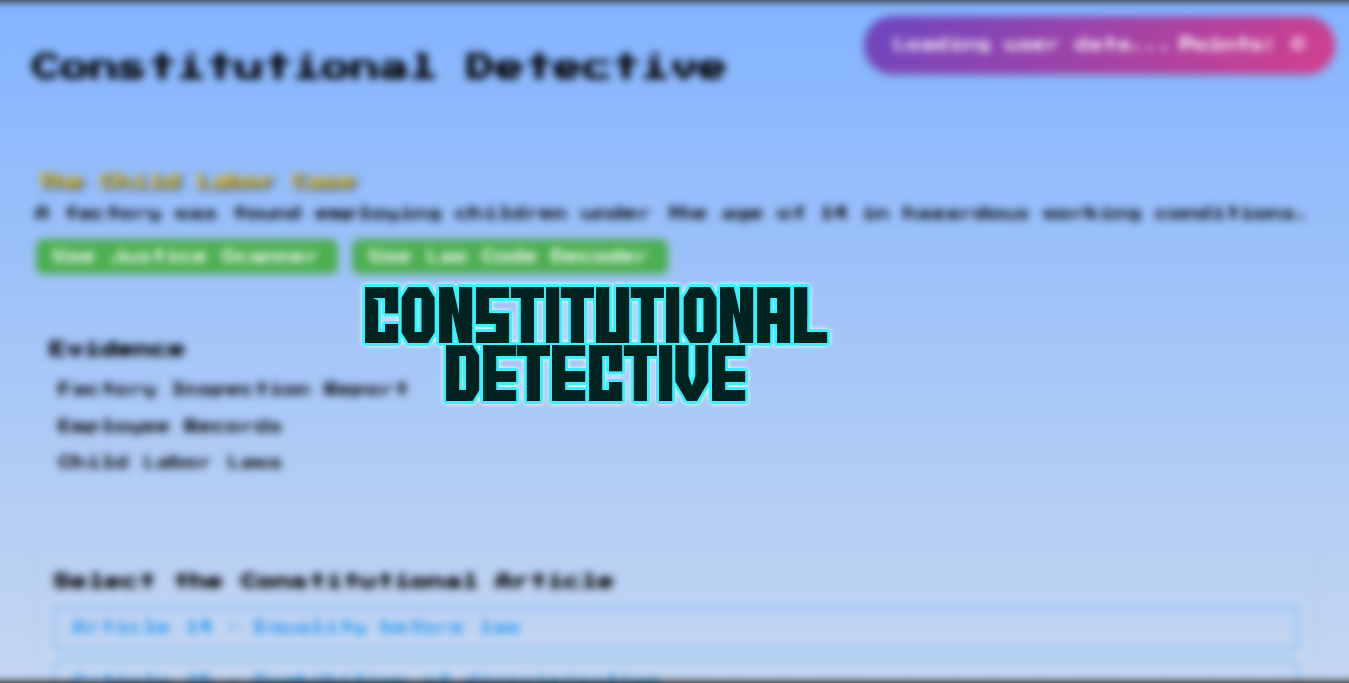 Constitutional Detective
Loading user data... Points: 0
The Child Labor Case
A factory was found employing children under the age of 14 in hazardous working conditions.
Use Justice Scanner
Use Law Code Decoder
CONSTITUTIONAL
DETECTIVE
Evidence
Factory Inspection Report
Employee Records
Child Labor Laws
Select the Constitutional Article
Article 14 - Equality before law